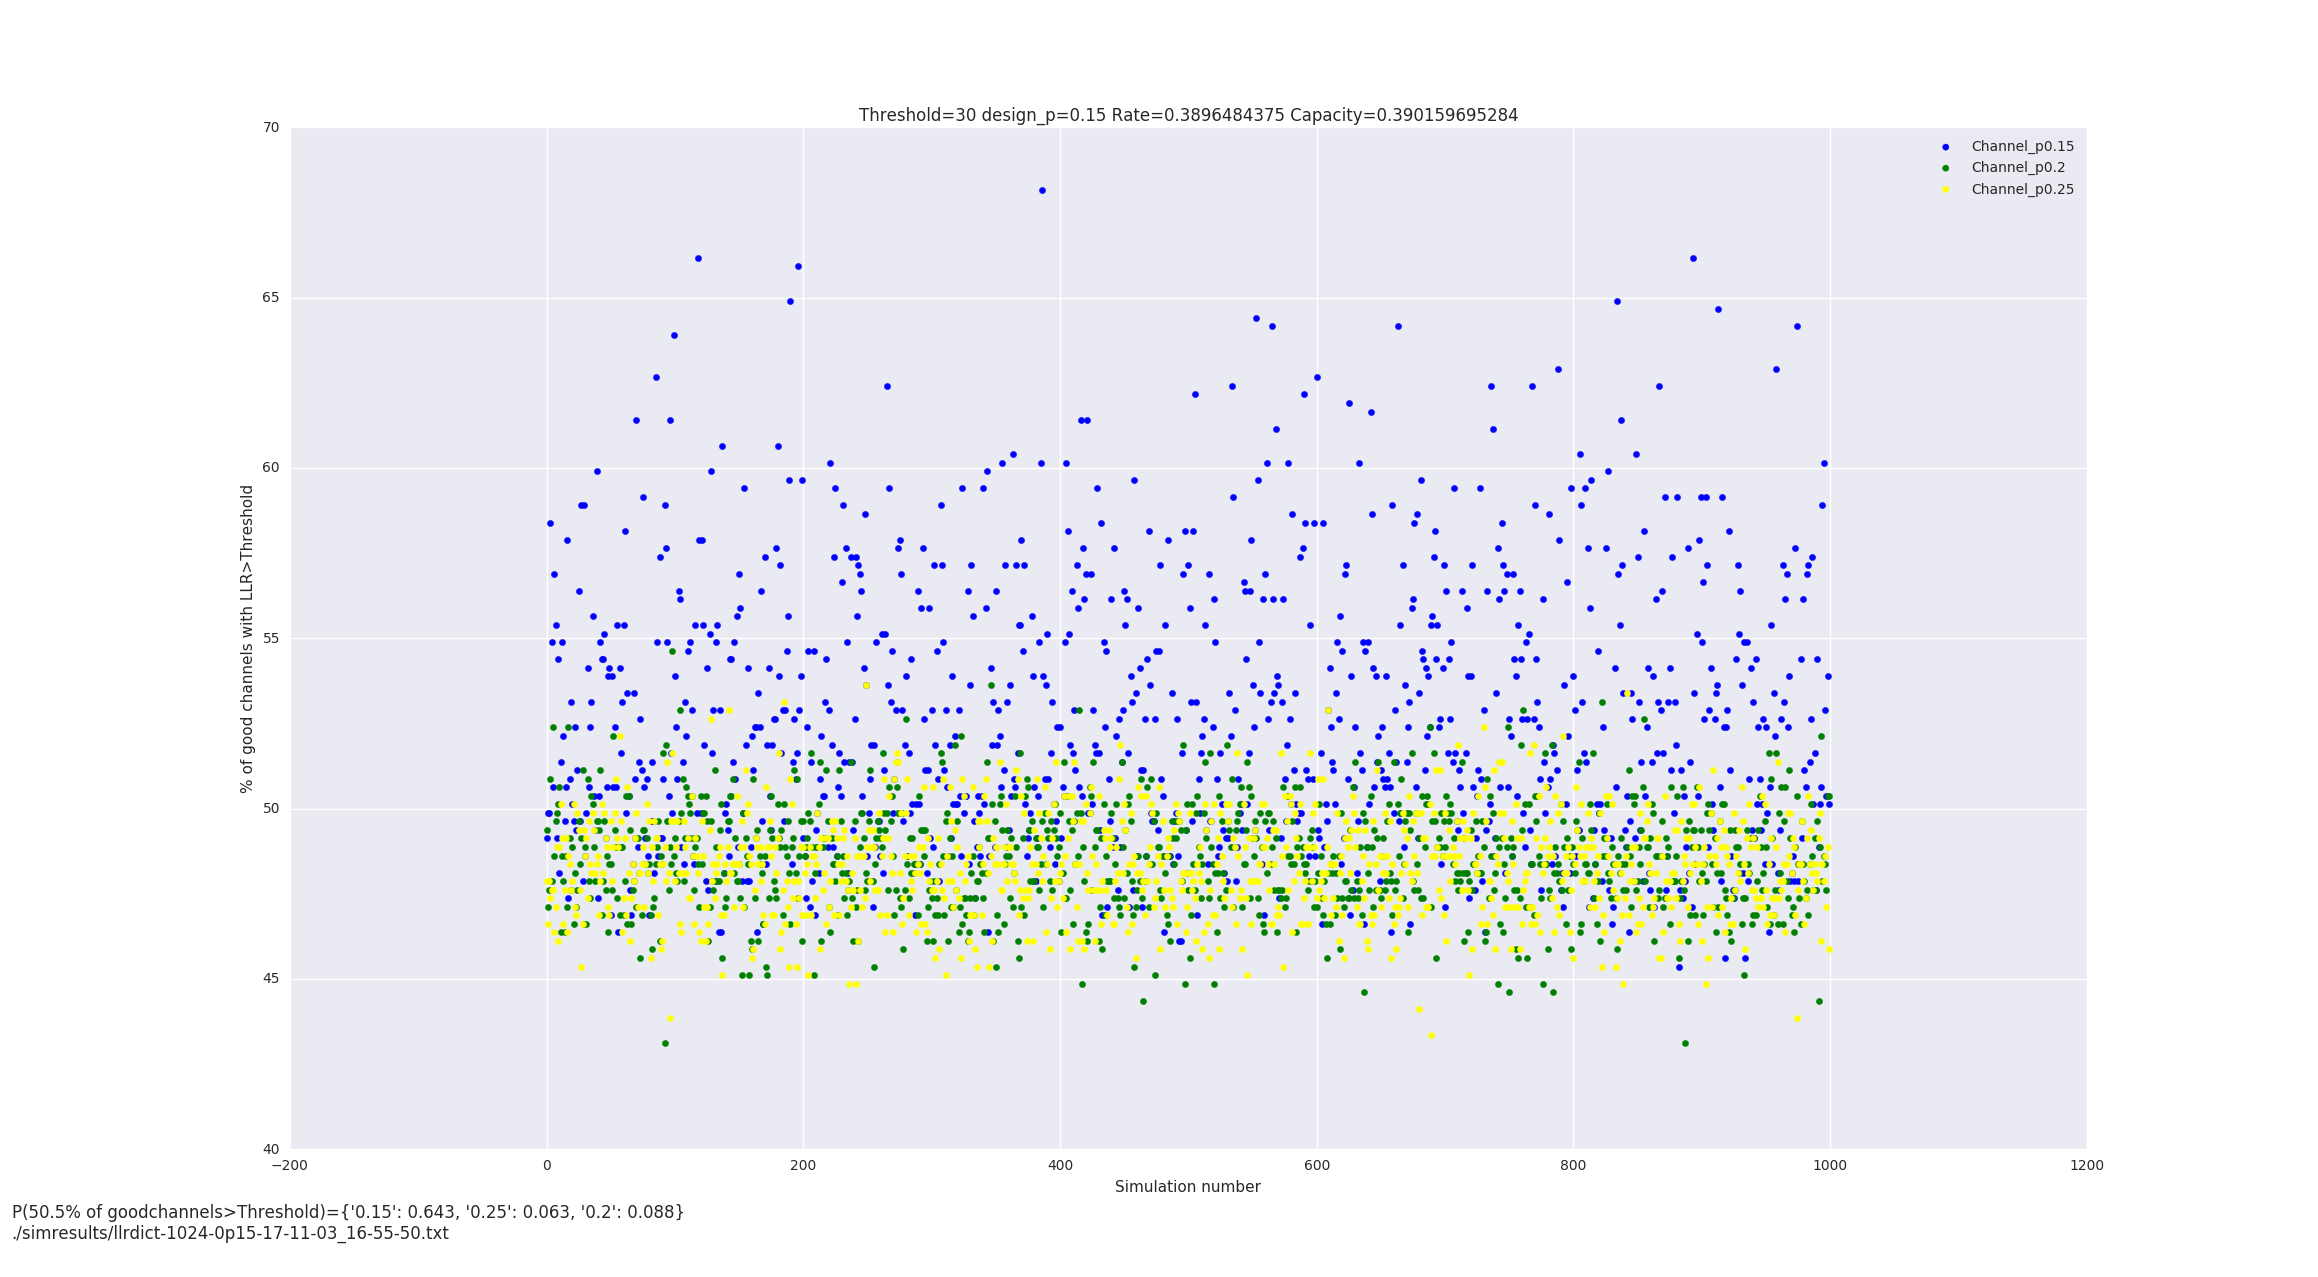 Threshold=30 design_p=0.15 Rate=0.3896484375 Capacity=0.390159695284
70
65
60
55
50
45
40
% of good channels with LLR>Threshold
Channel_p0.15
Channel_p0.2
Channel_p0.25
−200
0
200
400
600
800
1000
1200
Simulation number
P(50.5% of goodchannels>Threshold)={'0.15': 0.643, '0.25': 0.063, '0.2': 0.088}
./simresults/llrdict-1024-0p15-17-11-03_16-55-50.txt